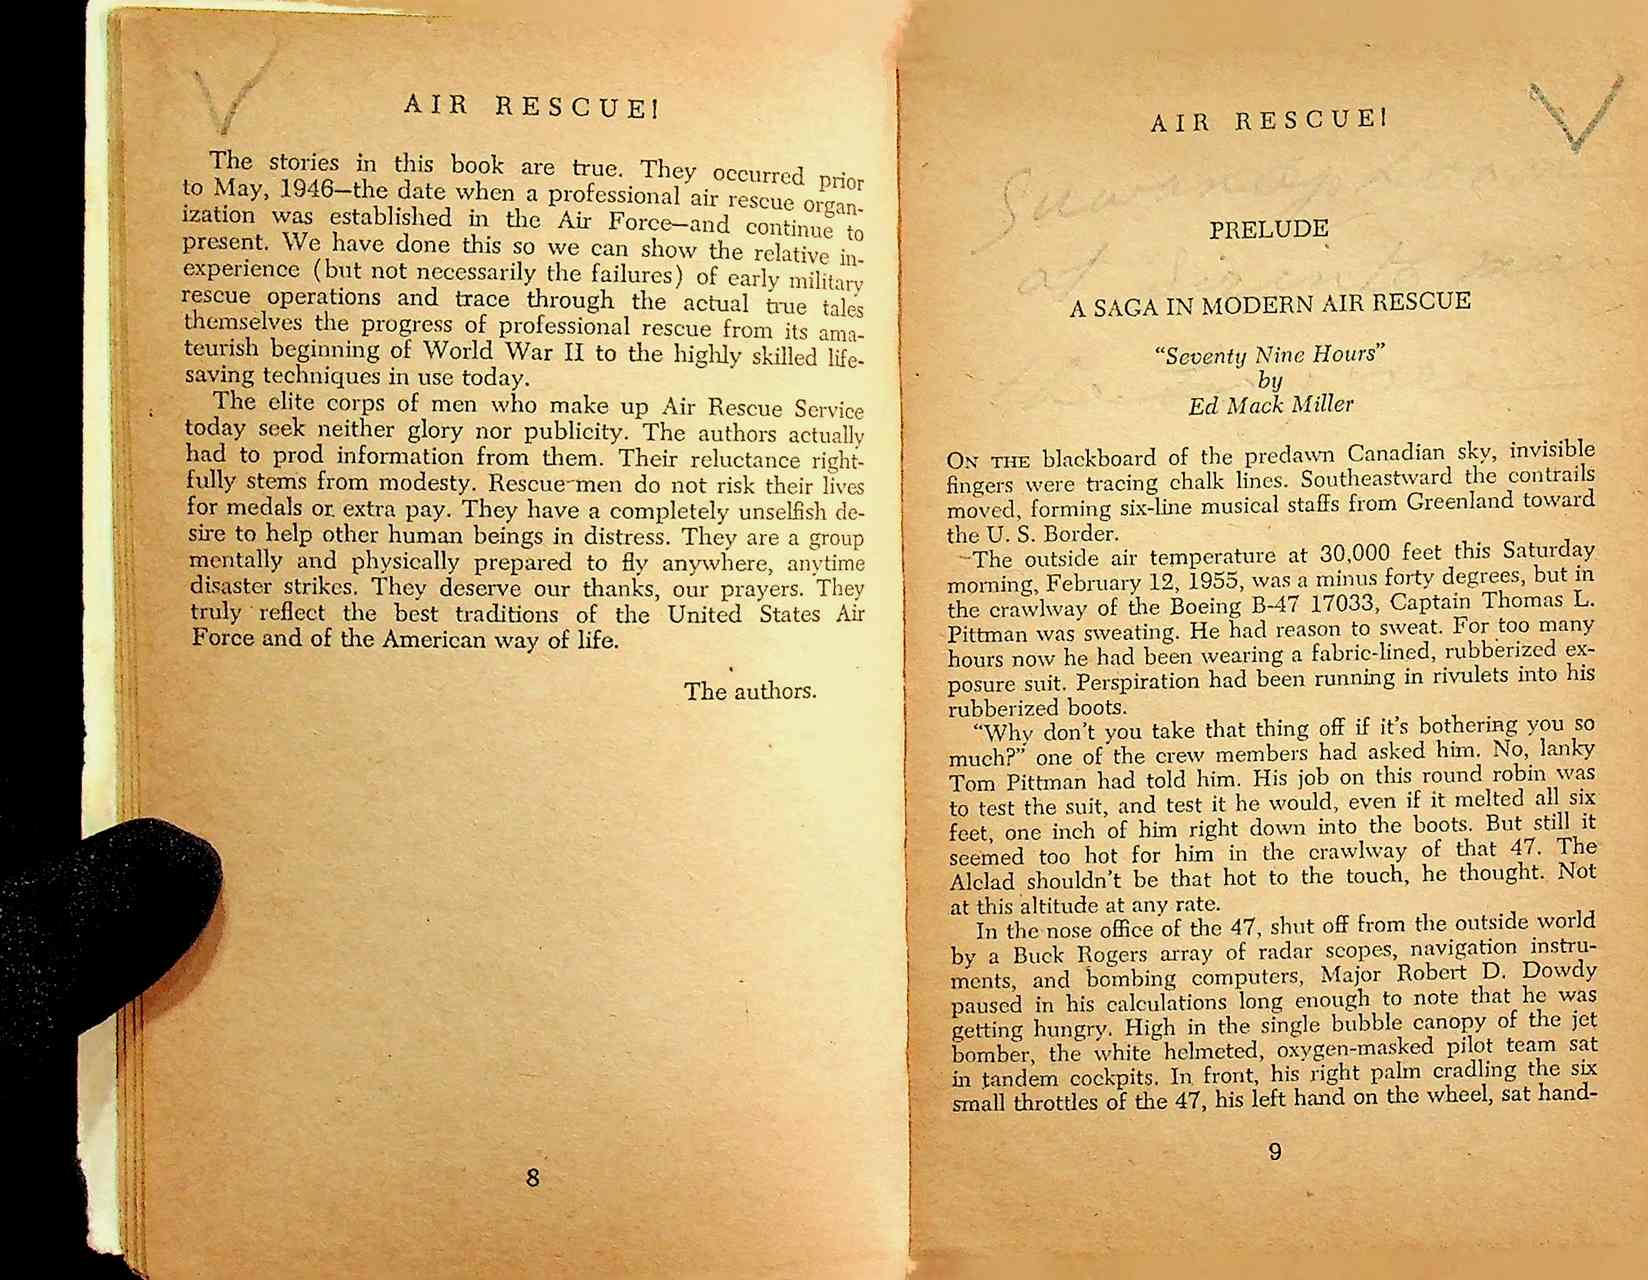 AIR RESCUE!
The stories in this book are true. They occurred prior
to May, 1946—the date when a professional air rescue organ-
ization was established in the Air Force—and continue to
present. We have done this so we can show the relative in-
experience (but not necessarily the failures) of early military
rescue operations and trace through the actual true tales
themselves the progress of professional rescue from its ama-
teurish beginning of World War II to the highly skilled life-
saving techniques in use today.
The elite corps of men who make up Air Rescue Service
today seek neither glory nor publicity. The authors actually
had to prod information from them. Their reluctance right-
fully stems from modesty. Rescue men do not risk their lives
for medals or extra pay. They have a completely unselfish de-
sire to help other human beings in distress. They are a group
mentally and physically prepared to fly anywhere, anytime
disaster strikes. They deserve our thanks, our prayers. They
truly reflect the best traditions of the United States Air
Force and of the American way of life.
The authors.
8
AIR RESCUE!
PRELUDE
A SAGA IN MODERN AIR RESCUE
"Seventy Nine Hours"
by
Ed Mack Miller
ON THE blackboard of the predawn Canadian sky, invisible
fingers were tracing chalk lines. Southeastward the contrails
moved, forming six-line musical staffs from Greenland toward
the U. S. Border.
The outside air temperature at 30,000 feet this Saturday
morning, February 12, 1955, was a minus forty degrees, but in
the crawlway of the Boeing B-47 17033, Captain Thomas L.
Pittman was sweating. He had reason to sweat. For too many
hours now he had been wearing a fabric-lined, rubberized ex-
posure suit. Perspiration had been running in rivulets into his
rubberized boots.
"Why don't you take that thing off if it's bothering you so
much?" one of the crew members had asked him. No, lanky
Tom Pittman had told him. His job on this round robin was
to test the suit, and test it he would, even if it melted all six
feet, one inch of him right down into the boots. But still it
seemed too hot for him in the crawlway of that 47. The
Alclad shouldn't be that hot to the touch, he thought. Not
at this altitude at any rate.
In the nose office of the 47, shut off from the outside world
by a Buck Rogers array of radar scopes, navigation instru-
ments, and bombing computers, Major Robert D. Dowdy
paused in his calculations long enough to note that he was
getting hungry. High in the single bubble canopy of the jet
bomber, the white helmeted, oxygen-masked pilot team sat
in tandem cockpits. In front, his right palm cradling the six
small throttles of the 47, his left hand on the wheel, sat hand-
9